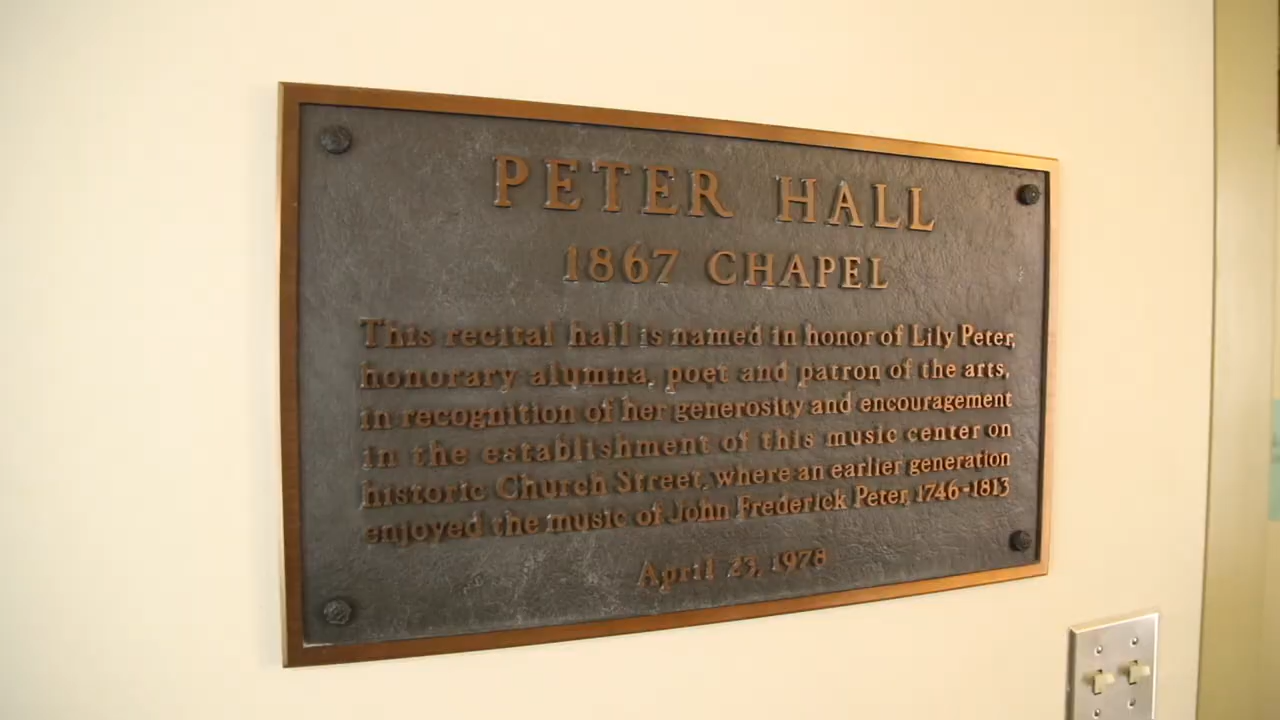 PETER HALL
1867 CHAPEL
This recital hall is named in honor of Lily Peter,
honorary alumna, poet and patron of the arts,
in recognition of her generosity and encouragement
in the establishment of this music center on
historic Church Street, where an earlier generation
enjoyed the music of John Frederick Peter, 1746-1813
April 23, 1978